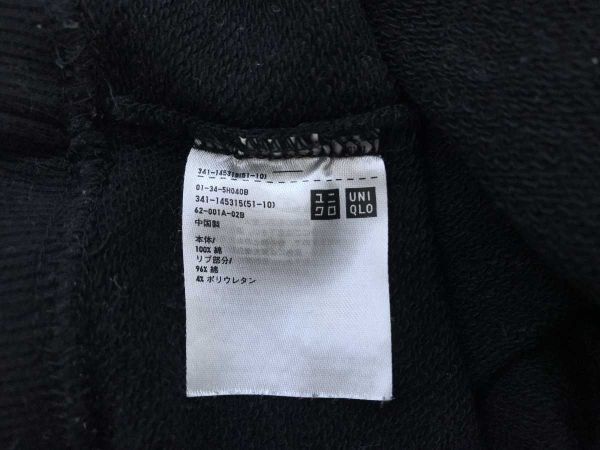 341-145315(51-10)
01-34-5H040B
341-145315(51-10)
62-001A-02B
中国製
本体/
100% 綿
リブ部分/
96% 綿
4% ポリウレタン
ユニ
クロ
UNI
QLO